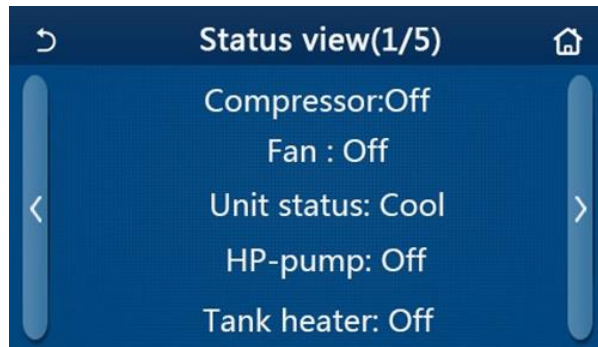 Status view(1/5)
Compressor:Off
Fan : Off
Unit status: Cool
HP-pump: Off
Tank heater: Off